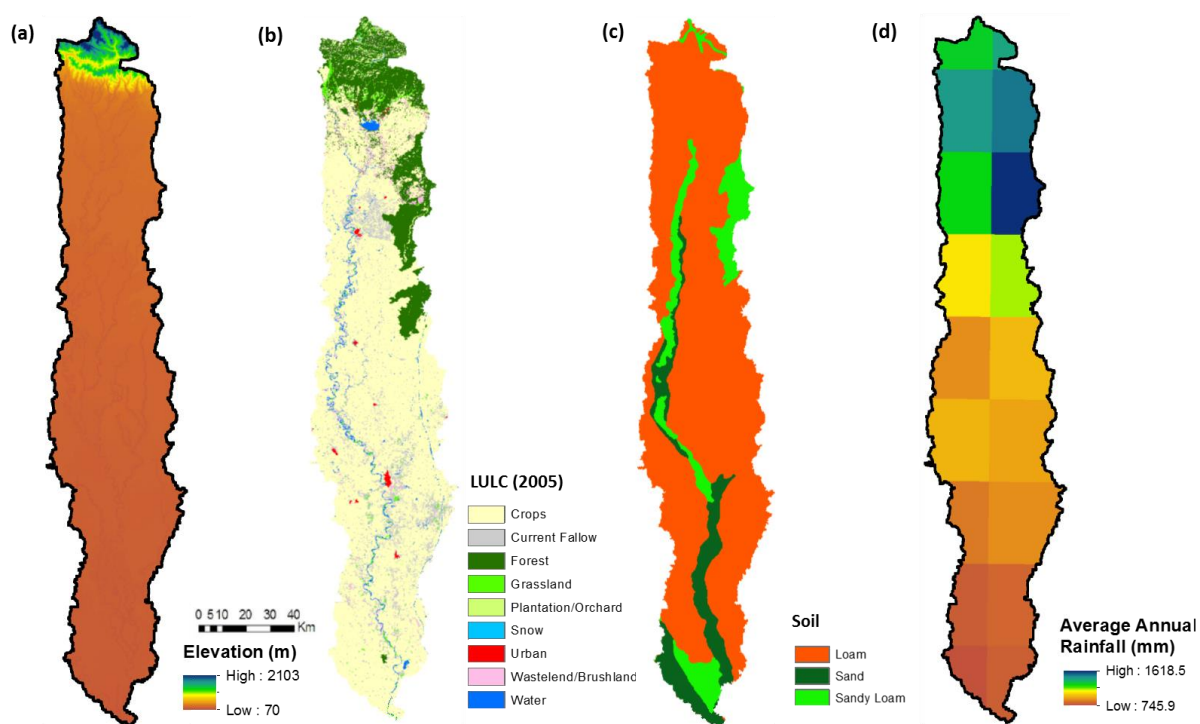 (a)
(b)
(c)
(d)
0 5 10 20 30 40
Km
Elevation (m)
High : 2103
Low : 70
LULC (2005)
Crops
Current Fallow
Forest
Grassland
Plantation/Orchard
Snow
Urban
Wastelend/Brushland
Water
Soil
Loam
Sand
Sandy Loam
Average Annual
Rainfall (mm)
High : 1618.5
Low : 745.9